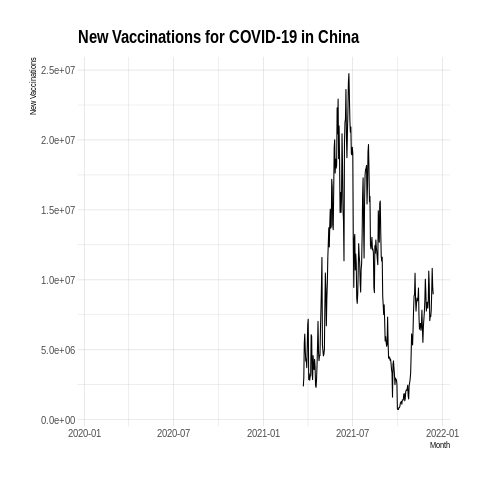 New Vaccinations for COVID-19 in China
New Vaccinations
2.5e+07
2.0e+07
1.5e+07
1.0e+07
5.0e+06
0.0e+00
2020-01 2020-07 2021-01 2021-07 2022-01
Month